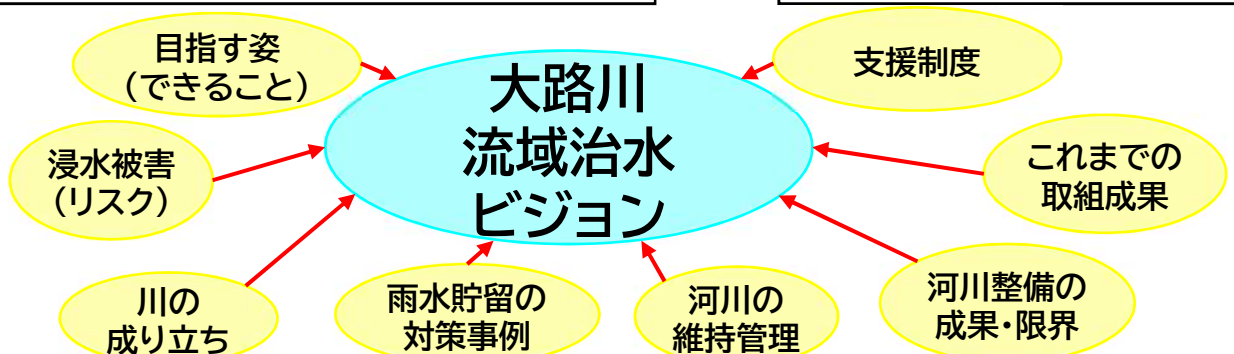 目指す姿
（できること）
支援制度
大路川
流域治水
ビジョン
浸水被害
（リスク）
これまでの
取組成果
川の
成り立ち
雨水貯留の
対策事例
河川の
維持管理
河川整備の
成果・限界